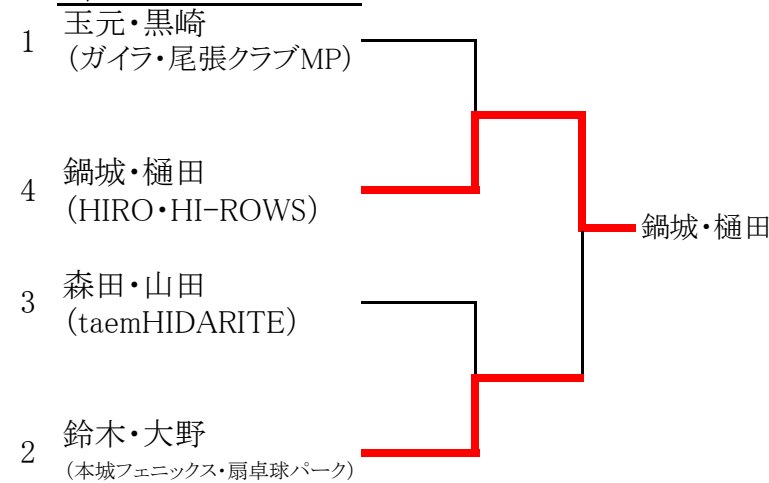 1
玉元・黒崎
(ガイラ・尾張クラブMP)
4
鍋城・樋田
(HIRO・HI-ROWS)
鍋城・樋田
3
森田・山田
(taemHIDARITE)
2
鈴木・大野
(本城フェニックス・扇卓球パーク)